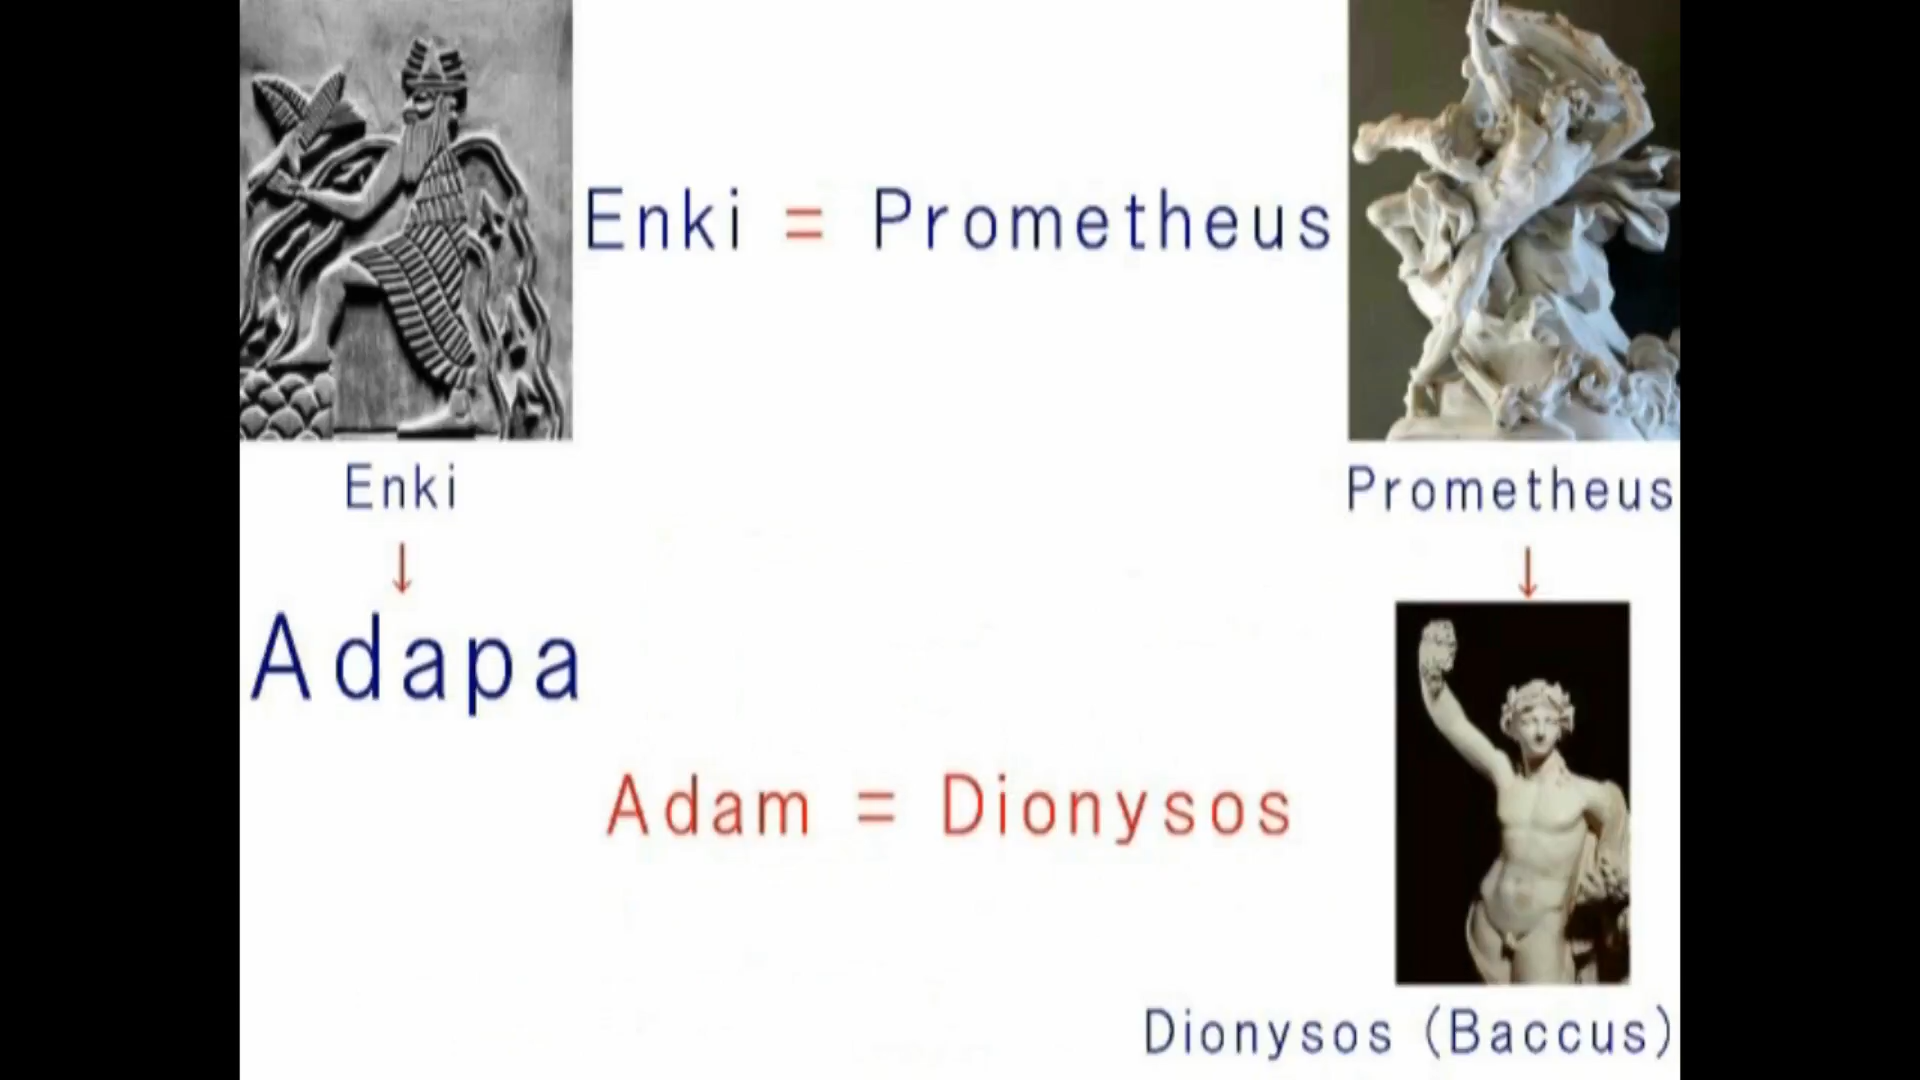 Enki = Prometheus
Enki
Prometheus
↓
↓
Adapa
Adam = Dionysos
Dionysos (Baccus)